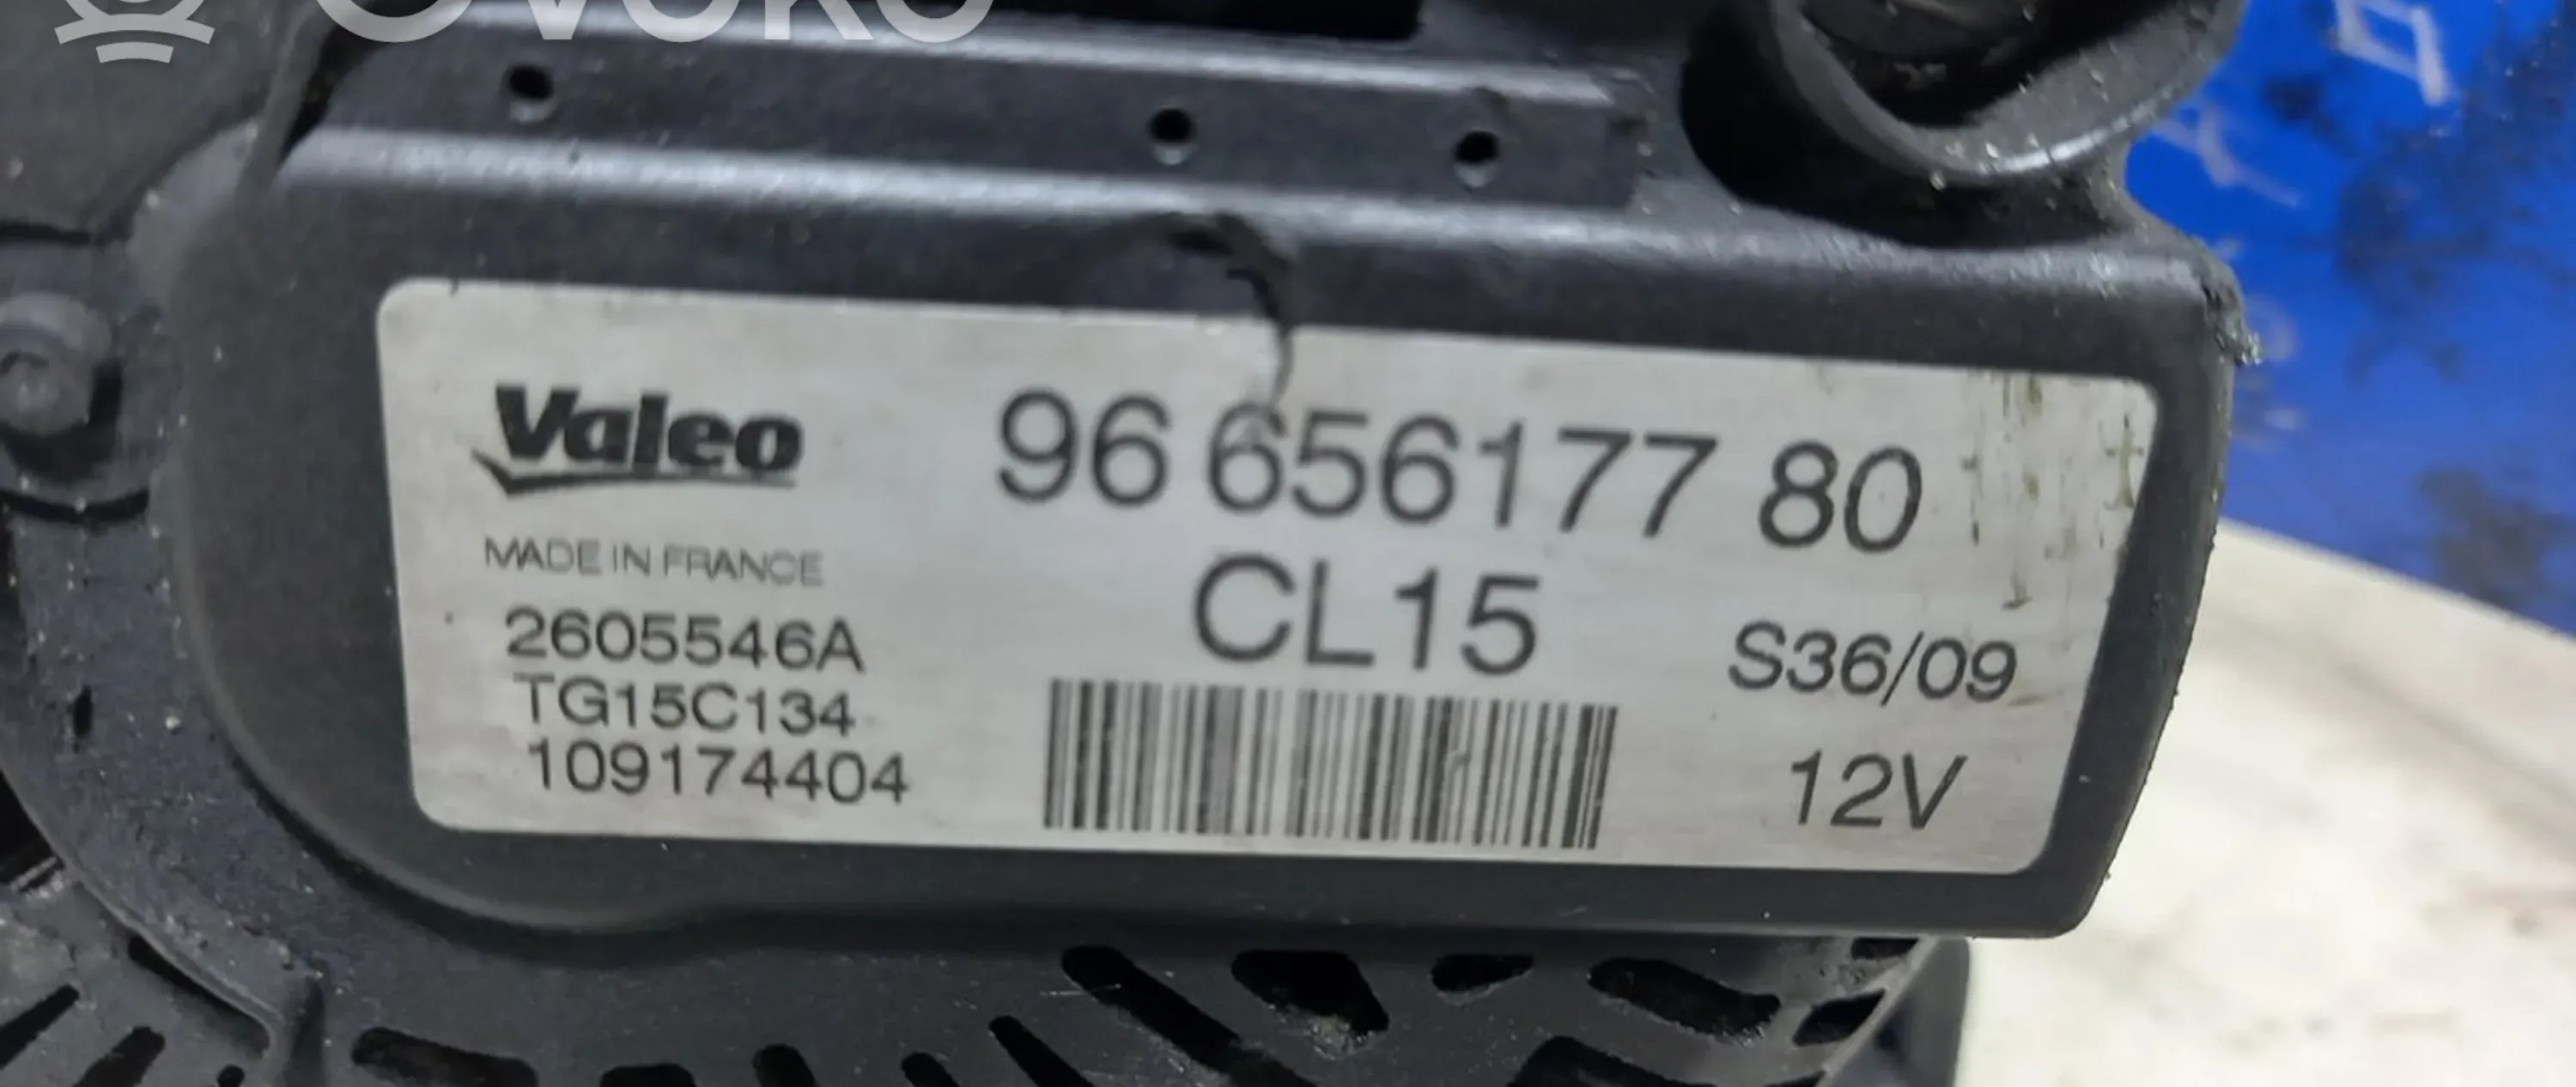 Valeo
MADE IN FRANCE
2605546A
TG15C134
109174404
96 656177 80
CL15
S36/09
12V